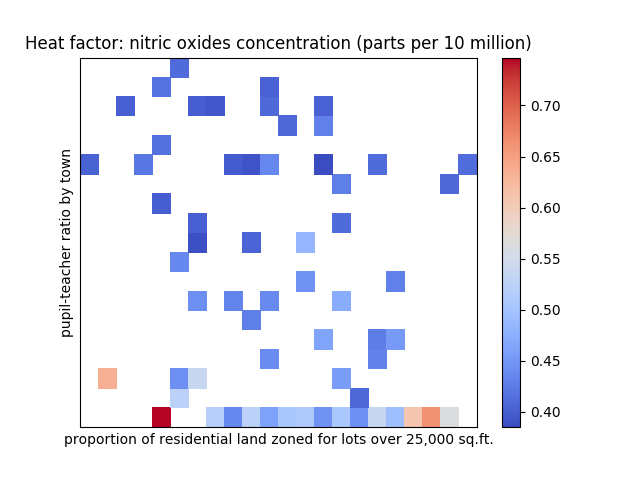 Heat factor: nitric oxides concentration (parts per 10 million)
pupil-teacher ratio by town
proportion of residential land zoned for lots over 25,000 sq.ft.
0.70
0.65
0.60
0.55
0.50
0.45
0.40